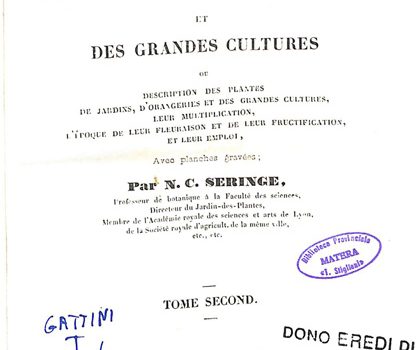 ET
DES GRANDES CULTURES
OU
DESCRIPTION DES PLANTES
DE JARDINS, D'ORANGERIES ET DES GRANDES CULTURES,
LEUR MULTIPLICATION,
L'ÉPOQUE DE LEUR FLEURAISON ET DE LEUR FRUCTIFICATION,
ET LEUR EMPLOI,
Avec planches gravées;
Par N. C. SERINGE,
Professeur de botanique à la Faculté des sciences,
Directeur du Jardin-des-Plantes,
Membre de l'Académie royale des sciences et arts de Lyon,
de la Société royale d'agricult. de la même ville,
etc., etc.
Biblioteca Provinciale
MATERA
«T. Stigliani»
TOME SECOND.
GATTINI
I,
DONO EREDI DI